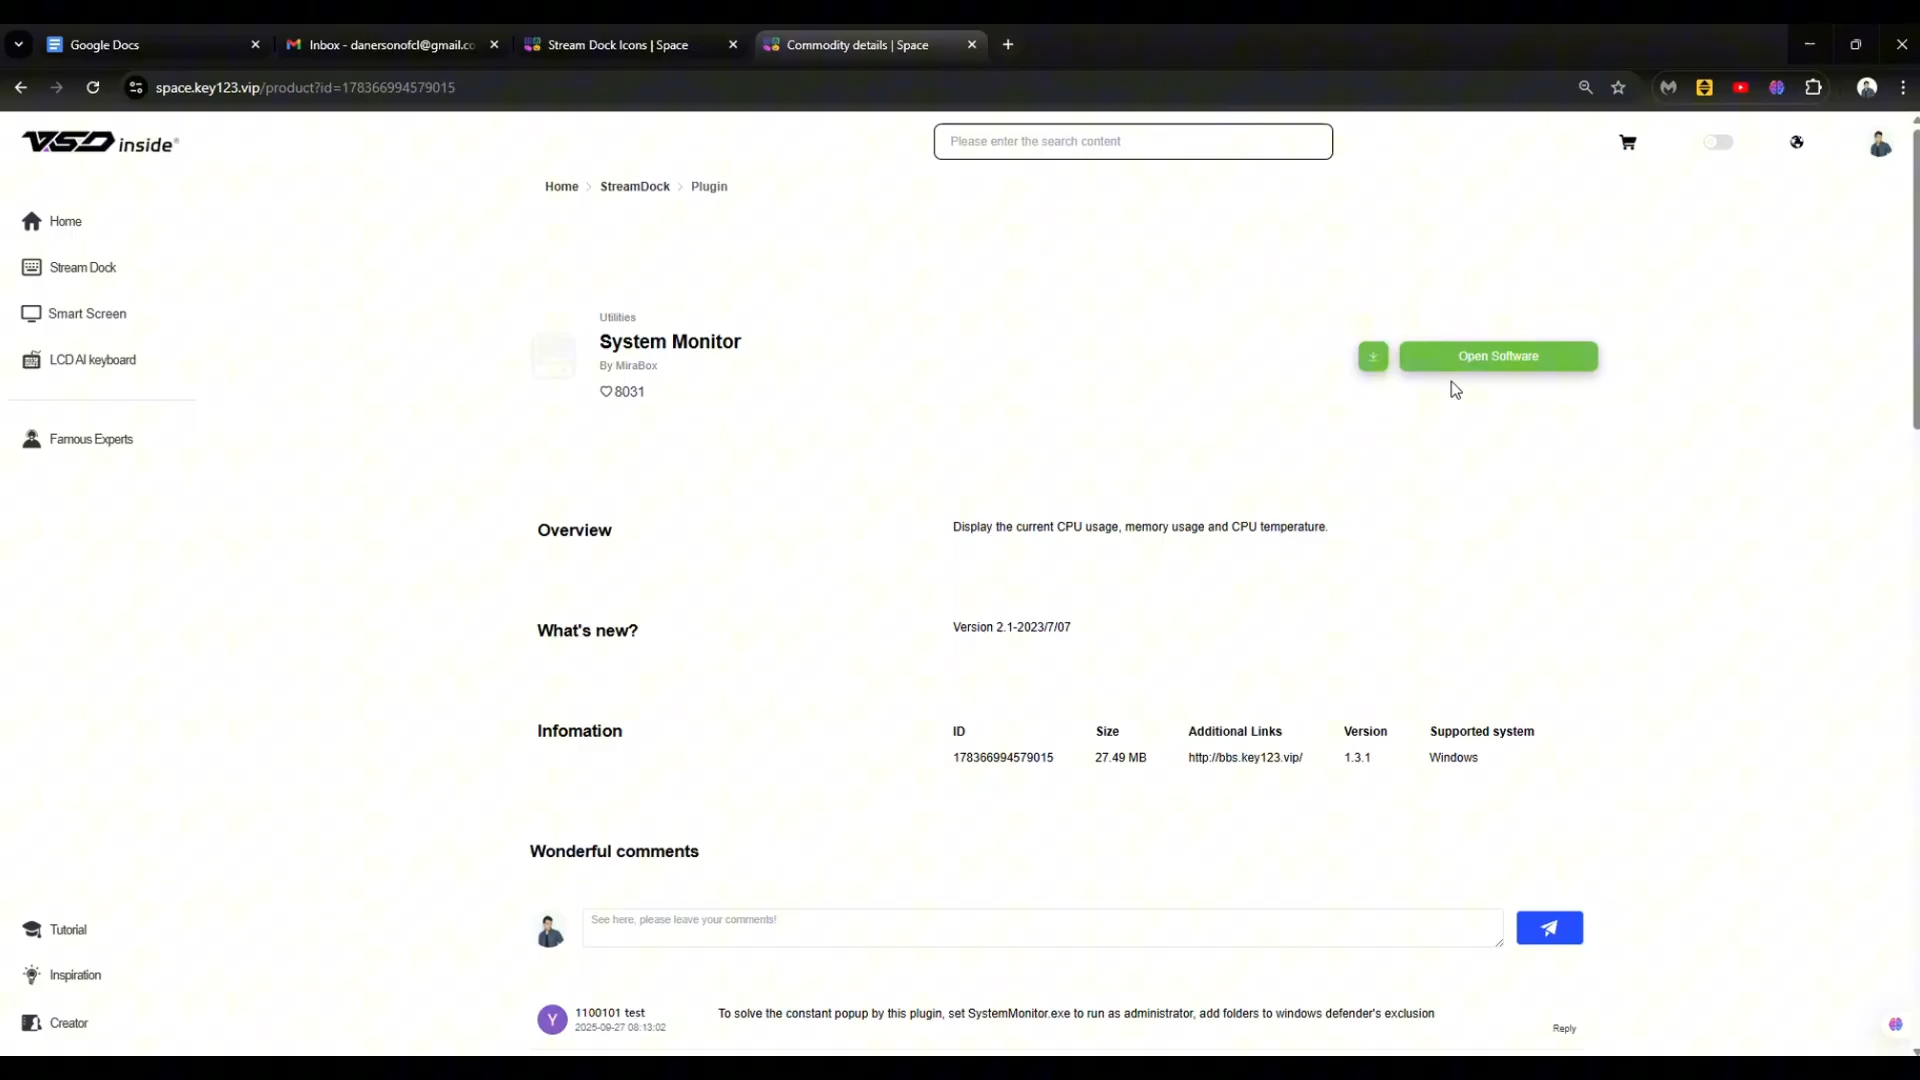 Google Docs
Inbox - danersonofcl@gmail.co
Stream Dock Icons | Space
Commodity details | Space
space.key123.vip/product?id=178366994579015
VSD inside®
Please enter the search content
Home > StreamDock > Plugin
Home
Stream Dock
Smart Screen
LCD AI keyboard
Famous Experts
Utilities
System Monitor
By MiraBox
8031
Open Software
Overview
Display the current CPU usage, memory usage and CPU temperature.
What's new?
Version 2.1-2023/7/07
Infomation
ID Size Additional Links Version Supported system
178366994579015 27.49 MB http://bbs.key123.vip/ 1.3.1 Windows
Wonderful comments
See here, please leave your comments!
Y
1100101 test
2025-09-27 08:13:02
To solve the constant popup by this plugin, set SystemMonitor.exe to run as administrator, add folders to windows defender's exclusion
Reply
Tutorial
Inspiration
Creator